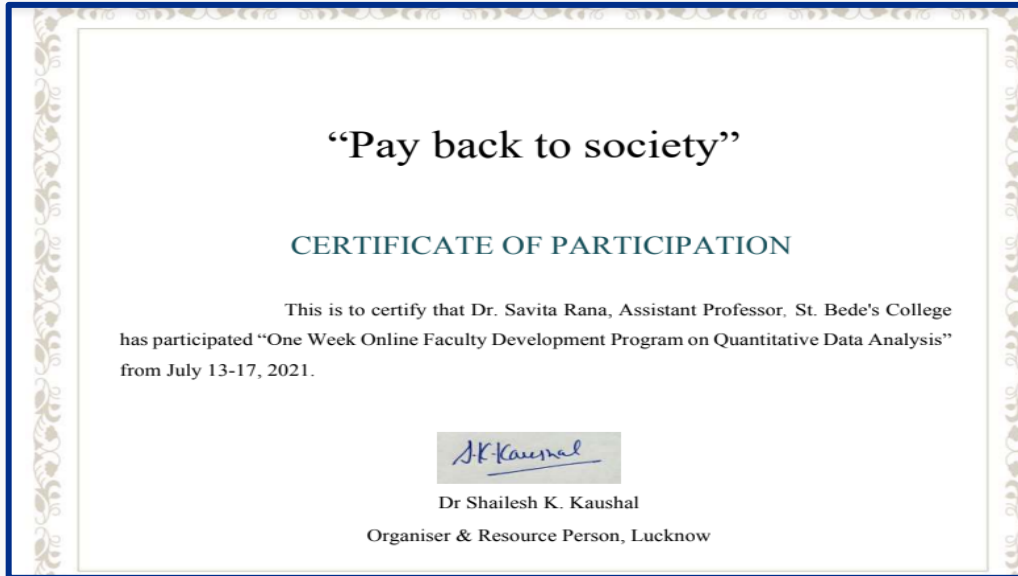 “Pay back to society”
CERTIFICATE OF PARTICIPATION
This is to certify that Dr. Savita Rana, Assistant Professor, St. Bede's College
has participated “One Week Online Faculty Development Program on Quantitative Data Analysis”
from July 13-17, 2021.
S.K.Kaushal
Dr Shailesh K. Kaushal
Organiser & Resource Person, Lucknow